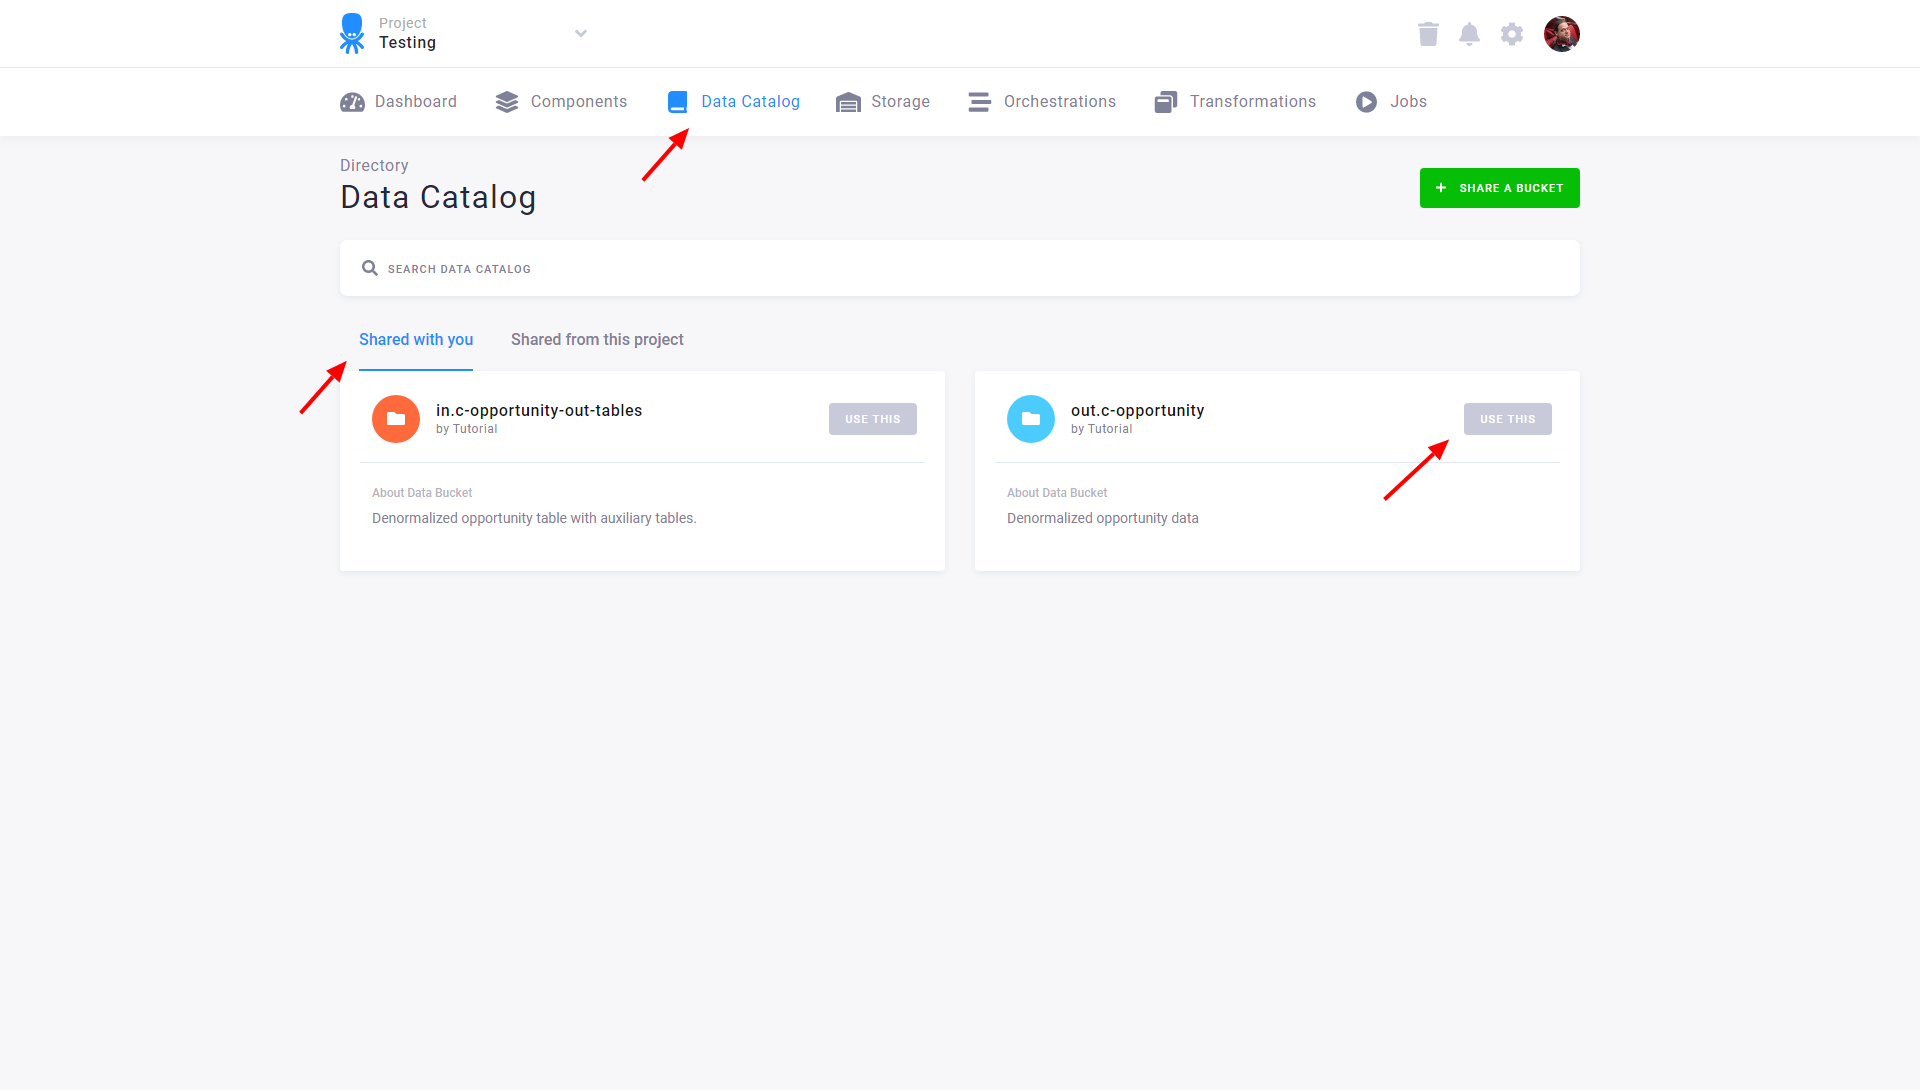 Project
Testing
Dashboard
Components
Data Catalog
Storage
Orchestrations
Transformations
Jobs
Directory
Data Catalog
SHARE A BUCKET
SEARCH DATA CATALOG
Shared with you
Shared from this project
in.c-opportunity-out-tables
by Tutorial
USE THIS
About Data Bucket
Denormalized opportunity table with auxiliary tables.
out.c-opportunity
by Tutorial
USE THIS
About Data Bucket
Denormalized opportunity data